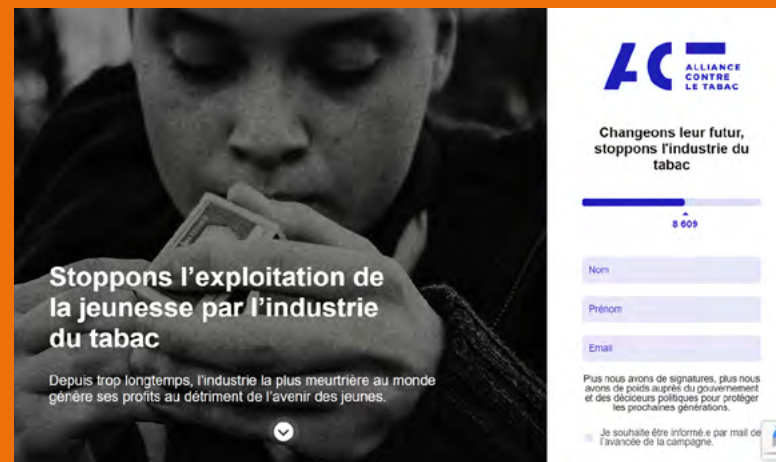 Stoppons l’exploitation de
la jeunesse par l’industrie
du tabac
Depuis trop longtemps, l’industrie la plus meurtrière au monde
génère ses profits au détriment de l’avenir des jeunes.
ACT
ALLIANCE
CONTRE
LE TABAC
Changeons leur futur,
stoppons l'industrie du
tabac
8 609
Nom
Prénom
Email
Plus nous avons de signatures, plus nous
avons de poids auprès du gouvernement
et des décideurs politiques pour protéger
les prochaines générations.
Je souhaite être informé.e par mail de
l'avancée de la campagne.